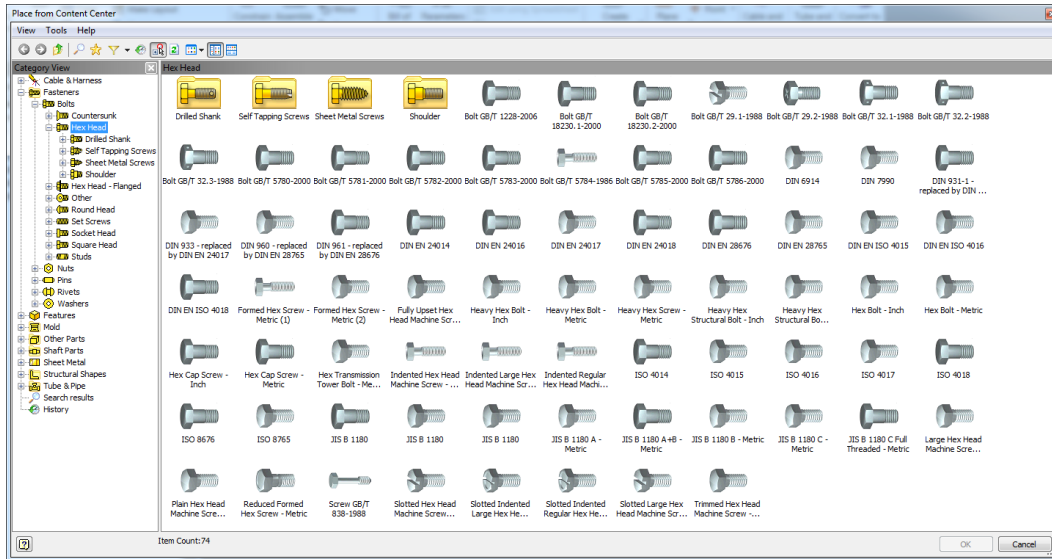 Place from Content Center
View Tools Help
Category View
Cable & Harness
Fasteners
Bolts
Countersunk
Hex Head
Drilled Shank
Self Tapping Screws
Sheet Metal Screws
Shoulder
Hex Head - Flanged
Other
Round Head
Set Screws
Socket Head
Square Head
Studs
Nuts
Pins
Rivets
Washers
Features
Mold
Other Parts
Shaft Parts
Sheet Metal
Structural Shapes
Tube & Pipe
Search results
History
Hex Head
Drilled Shank
Self Tapping Screws
Sheet Metal Screws
Shoulder
Bolt GB/T 1228-2006
Bolt GB/T
18230.1-2000
Bolt GB/T
18230.2-2000
Bolt GB/T 29.1-1988
Bolt GB/T 29.2-1988
Bolt GB/T 32.1-1988
Bolt GB/T 32.2-1988
Bolt GB/T 32.3-1988
Bolt GB/T 5780-2000
Bolt GB/T 5781-2000
Bolt GB/T 5782-2000
Bolt GB/T 5783-2000
Bolt GB/T 5784-1986
Bolt GB/T 5785-2000
Bolt GB/T 5786-2000
DIN 6914
DIN 7990
DIN 931-1 -
replaced by DIN ...
DIN 933 - replaced
by DIN EN 24017
DIN 960 - replaced
by DIN EN 28765
DIN 961 - replaced
by DIN EN 28676
DIN EN 24014
DIN EN 24016
DIN EN 24017
DIN EN 24018
DIN EN 28676
DIN EN 28765
DIN EN ISO 4015
DIN EN ISO 4016
DIN EN ISO 4018
Formed Hex Screw -
Metric (1)
Formed Hex Screw -
Metric (2)
Fully Upset Hex
Head Machine Scr...
Heavy Hex Bolt -
Inch
Heavy Hex Bolt -
Metric
Heavy Hex Screw -
Metric
Heavy Hex
Structural Bolt - Inch
Heavy Hex
Structural Bo...
Hex Bolt - Inch
Hex Bolt - Metric
Hex Cap Screw -
Inch
Hex Cap Screw -
Metric
Hex Transmission
Tower Bolt - Me...
Indented Hex Head
Machine Screw - ...
Indented Large Hex
Head Machine Scr...
Indented Regular
Hex Head Machi...
ISO 4014
ISO 4015
ISO 4016
ISO 4017
ISO 4018
ISO 8676
ISO 8765
JIS B 1180
JIS B 1180
JIS B 1180
JIS B 1180 A -
Metric
JIS B 1180 A+B -
Metric
JIS B 1180 B - Metric
JIS B 1180 C -
Metric
JIS B 1180 C Full
Threaded - Metric
Large Hex Head
Machine Scre...
Plain Hex Head
Machine Scre...
Reduced Formed
Hex Screw - Metric
Screw GB/T
838-1988
Slotted Hex Head
Machine Screw...
Slotted Indented
Large Hex He...
Slotted Indented
Regular Hex He...
Slotted Large Hex
Head Machine Scr...
Trimmed Hex Head
Machine Screw -...
Item Count:74
OK
Cancel